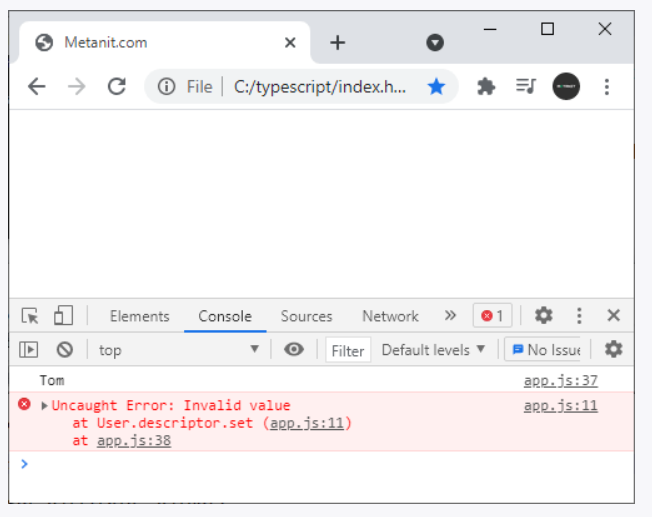 Metanit.com
File C:/typescript/index.h...
Elements Console Sources Network 1
top Filter Default levels No Issue
Tom app.js:37
Uncaught Error: Invalid value app.js:11
at User.descriptor.set (app.js:11)
at app.js:38